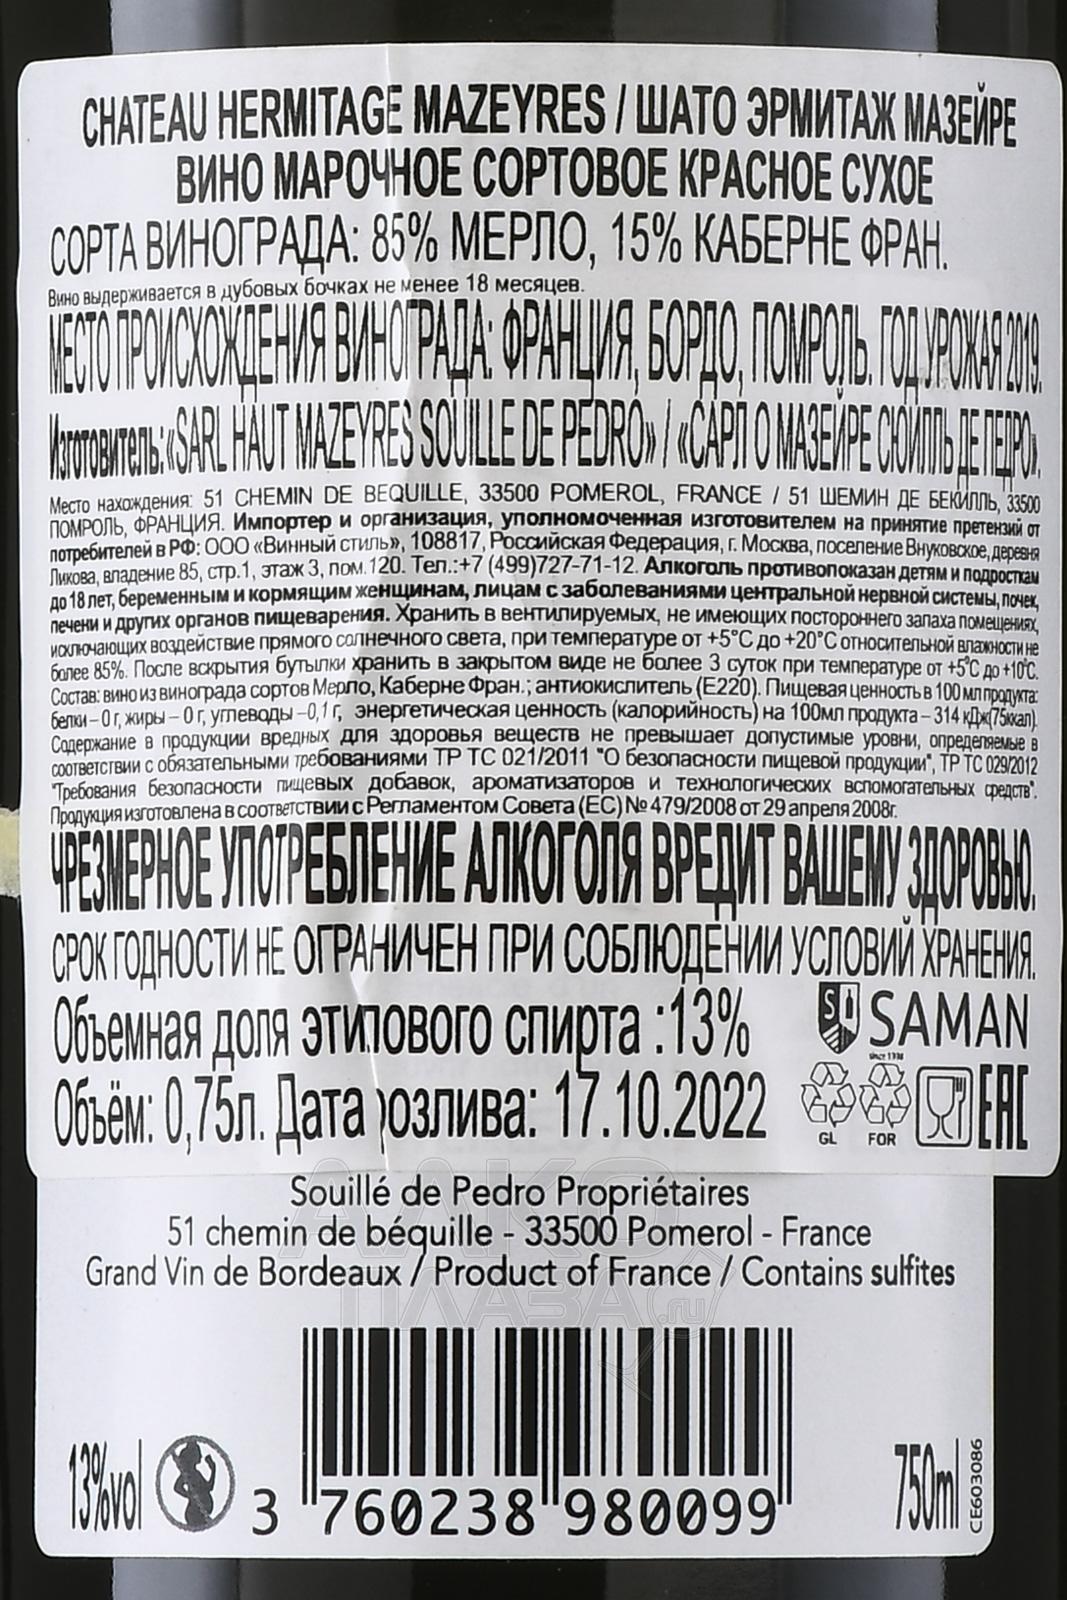 CHATEAU HERMITAGE MAZEYRES / ШАТО ЭРМИТАЖ МАЗЕЙРЕ
ВИНО МАРОЧНОЕ СОРТОВОЕ КРАСНОЕ СУХОЕ
СОРТА ВИНОГРАДА: 85% МЕРЛО, 15% КАБЕРНЕ ФРАН.
Вино выдерживается в дубовых бочках не менее 18 месяцев.
МЕСТО ПРОИСХОЖДЕНИЯ ВИНОГРАДА: ФРАНЦИЯ, БОРДО, ПОМРОЛЬ. ГОД УРОЖАЯ 2019.
Изготовитель: «SARL HAUT MAZEYRES SOUILLE DE PEDRO» / «САРЛ О МАЗЕЙРЕ СЮИЛЛЬ ДЕ ПЕДРО».
Место нахождения: 51 CHEMIN DE BEQUILLE, 33500 POMEROL, FRANCE / 51 ШЕМИН ДЕ БЕКИЛЛЬ, 33500
ПОМРОЛЬ, ФРАНЦИЯ. Импортер и организация, уполномоченная изготовителем на принятие претензий от
потребителей в РФ: ООО «Винный стиль», 108817, Российская Федерация, г. Москва, поселение Внуковское, деревня
Ликова, владение 85, стр.1, этаж 3, пом.120. Тел.:+7 (499)727-71-12. Алкоголь противопоказан детям и подросткам
до 18 лет, беременным и кормящим женщинам, лицам с заболеваниями центральной нервной системы, почек,
печени и других органов пищеварения. Хранить в вентилируемых, не имеющих постороннего запаха помещениях,
исключающих воздействие прямого солнечного света, при температуре от +5°С до +20°С относительной влажности не
более 85%. После вскрытия бутылки хранить в закрытом виде не более 3 суток при температуре от +5°С до +10°С.
Состав: вино из винограда сортов Мерло, Каберне Фран.; антиокислитель (Е220). Пищевая ценность в 100 мл продукта:
белки – 0 г, жиры – 0 г, углеводы –0,1 г, энергетическая ценность (калорийность) на 100мл продукта – 314 кДж(75ккал).
Содержание в продукции вредных для здоровья веществ не превышает допустимые уровни, определяемые в
соответствии с обязательными требованиями ТР ТС 021/2011 "О безопасности пищевой продукции", ТР ТС 029/2012
"Требования безопасности пищевых добавок, ароматизаторов и технологических вспомогательных средств".
Продукция изготовлена в соответствии с Регламентом Совета (ЕС) № 479/2008 от 29 апреля 2008г.
ЧРЕЗМЕРНОЕ УПОТРЕБЛЕНИЕ АЛКОГОЛЯ ВРЕДИТ ВАШЕМУ ЗДОРОВЬЮ.
СРОК ГОДНОСТИ НЕ ОГРАНИЧЕН ПРИ СОБЛЮДЕНИИ УСЛОВИЙ ХРАНЕНИЯ.
Объемная доля этилового спирта :13%
SAMAN
since 1998
Объём: 0,75л. Дата розлива: 17.10.2022
GL FOR EAC
Souillé de Pedro Propriétaires
51 chemin de béquille - 33500 Pomerol - France
Grand Vin de Bordeaux / Product of France / Contains sulfites
АЛКО
ПЛАЗА.ru
13%vol
3 760238 980099
750ml
CE603086